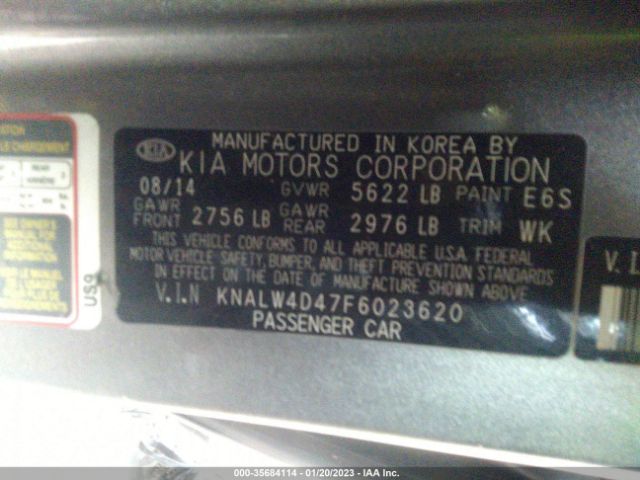 MANUFACTURED IN KOREA BY
KIA KIA MOTORS CORPORATION
08/14 GVWR 5622 LB PAINT E6S
GAWR FRONT 2756 LB GAWR REAR 2976 LB TRIM WK
THIS VEHICLE CONFORMS TO ALL APPLICABLE U.S.A. FEDERAL
MOTOR VEHICLE SAFETY, BUMPER, AND THEFT PREVENTION STANDARDS
IN EFFECT ON THE DATE OF MANUFACTURE SHOWN ABOVE
V.I.N KNALW4D47F6023620
PASSENGER CAR
US9
V.I.
000-35684114 - 01/20/2023 - IAA Inc.